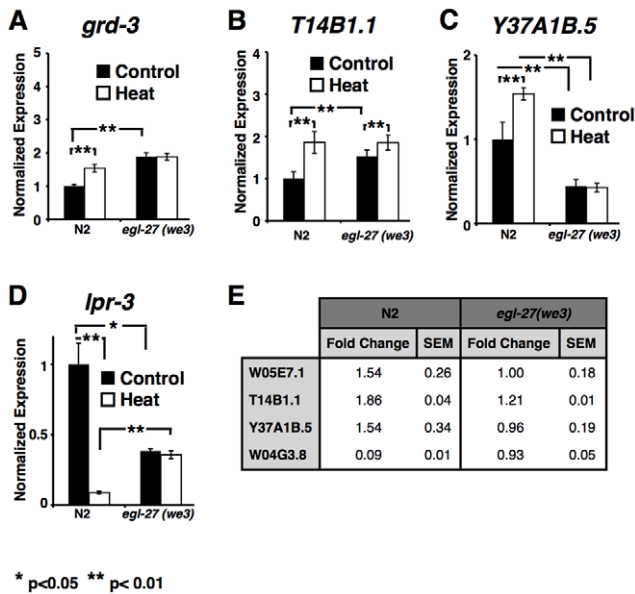 A
grd-3
Normalized Expression
5
4
3
2
1
0
Control
Heat
**
**
N2
egl-27 (we3)
B
T14B1.1
Normalized Expression
4
3
2
1
0
Control
Heat
**
**
**
N2
egl-27 (we3)
C
Y37A1B.5
Normalized Expression
2
1
0
**
**
**
Control
Heat
N2
egl-27 (we3)
D
lpr-3
Normalized Expression
1
0.5
0
*
**
Control
Heat
**
N2
egl-27 (we3)
E
N2 egl-27(we3)
Fold Change SEM Fold Change SEM
W05E7.1 1.54 0.26 1.00 0.18
T14B1.1 1.86 0.04 1.21 0.01
Y37A1B.5 1.54 0.34 0.96 0.19
W04G3.8 0.09 0.01 0.93 0.05
* p<0.05 ** p< 0.01